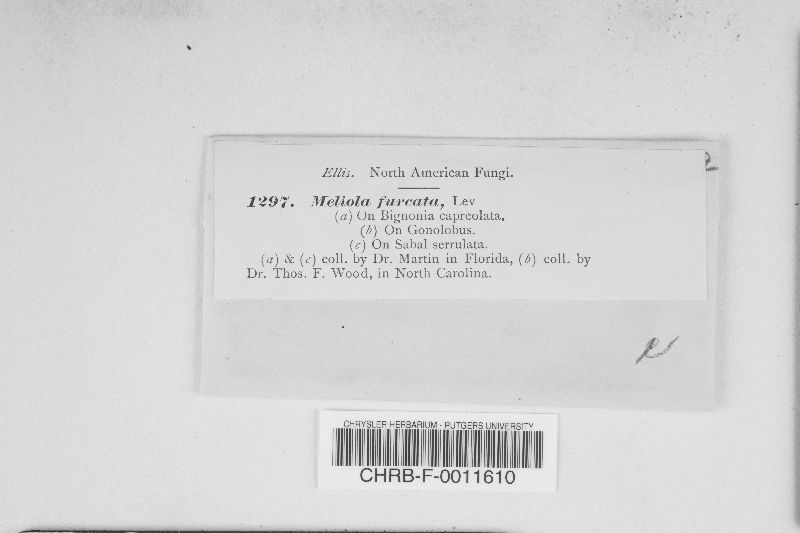 Ellis. North American Fungi.
1297. Meliola furcata, Lev
(a) On Bignonia capreolata,
(b) On Gonolobus.
(c) On Sabal serrulata.
(a) & (c) coll. by Dr. Martin in Florida, (b) coll. by
Dr. Thos. F. Wood, in North Carolina.
CHRYSLER HERBARIUM - RUTGERS UNIVERSITY
CHRB-F-0011610